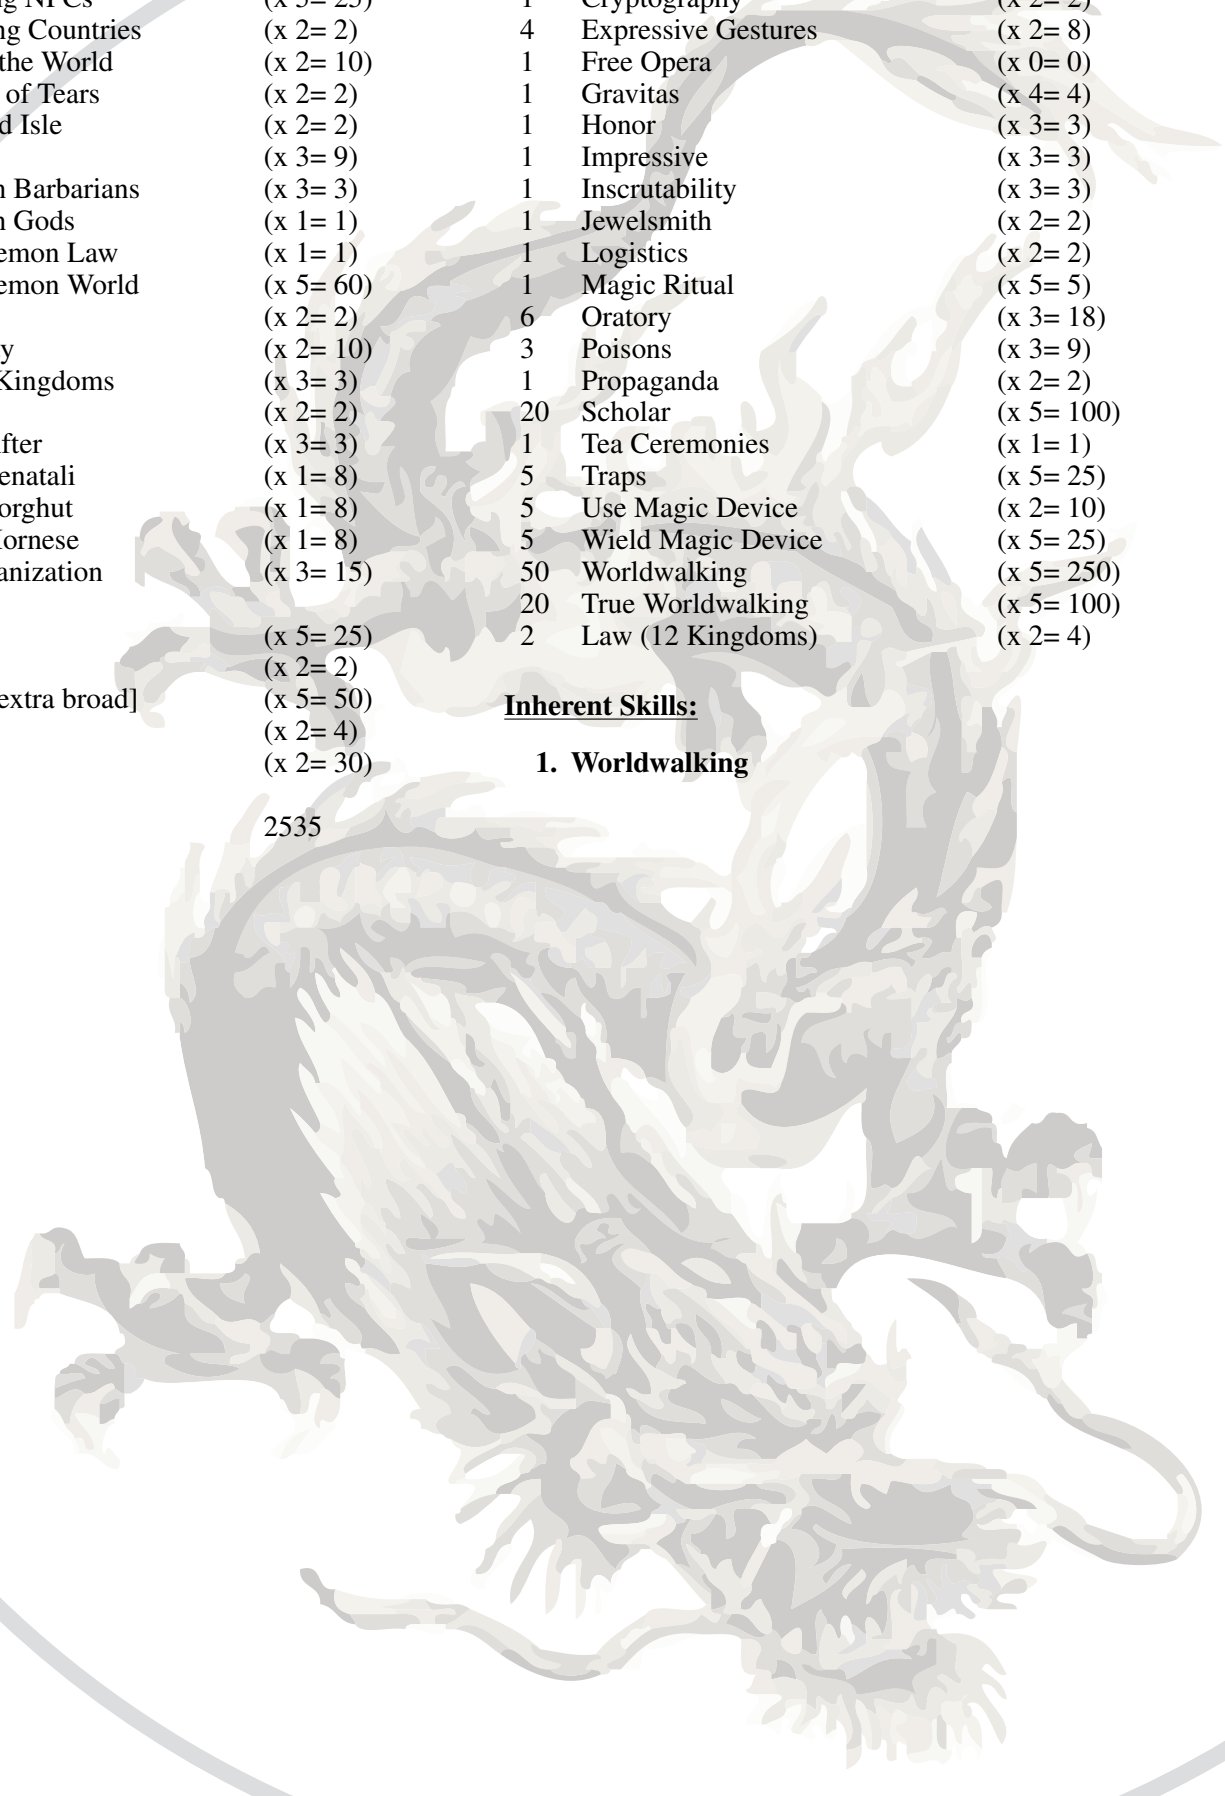 (x 5= 25)
ng Countries (x 2= 2)
the World (x 2= 10)
of Tears (x 2= 2)
d Isle (x 2= 2)
(x 3= 9)
n Barbarians (x 3= 3)
n Gods (x 1= 1)
emon Law (x 1= 1)
emon World (x 5= 60)
(x 2= 2)
y (x 2= 10)
Kingdoms (x 3= 3)
(x 2= 2)
ifter (x 3= 3)
enatali (x 1= 8)
orghut (x 1= 8)
Hornese (x 1= 8)
anization (x 3= 15)
(x 5= 25)
(x 2= 2)
extra broad] (x 5= 50)
(x 2= 4)
(x 2= 30)
2535
1 Cryptography (x 2= 2)
4 Expressive Gestures (x 2= 8)
1 Free Opera (x 0= 0)
1 Gravitas (x 4= 4)
1 Honor (x 3= 3)
1 Impressive (x 3= 3)
1 Inscrutability (x 3= 3)
1 Jewelsmith (x 2= 2)
1 Logistics (x 2= 2)
1 Magic Ritual (x 5= 5)
6 Oratory (x 3= 18)
3 Poisons (x 3= 9)
1 Propaganda (x 2= 2)
20 Scholar (x 5= 100)
1 Tea Ceremonies (x 1= 1)
5 Traps (x 5= 25)
5 Use Magic Device (x 2= 10)
5 Wield Magic Device (x 5= 25)
50 Worldwalking (x 5= 250)
20 True Worldwalking (x 5= 100)
2 Law (12 Kingdoms) (x 2= 4)
Inherent Skills:
1. Worldwalking